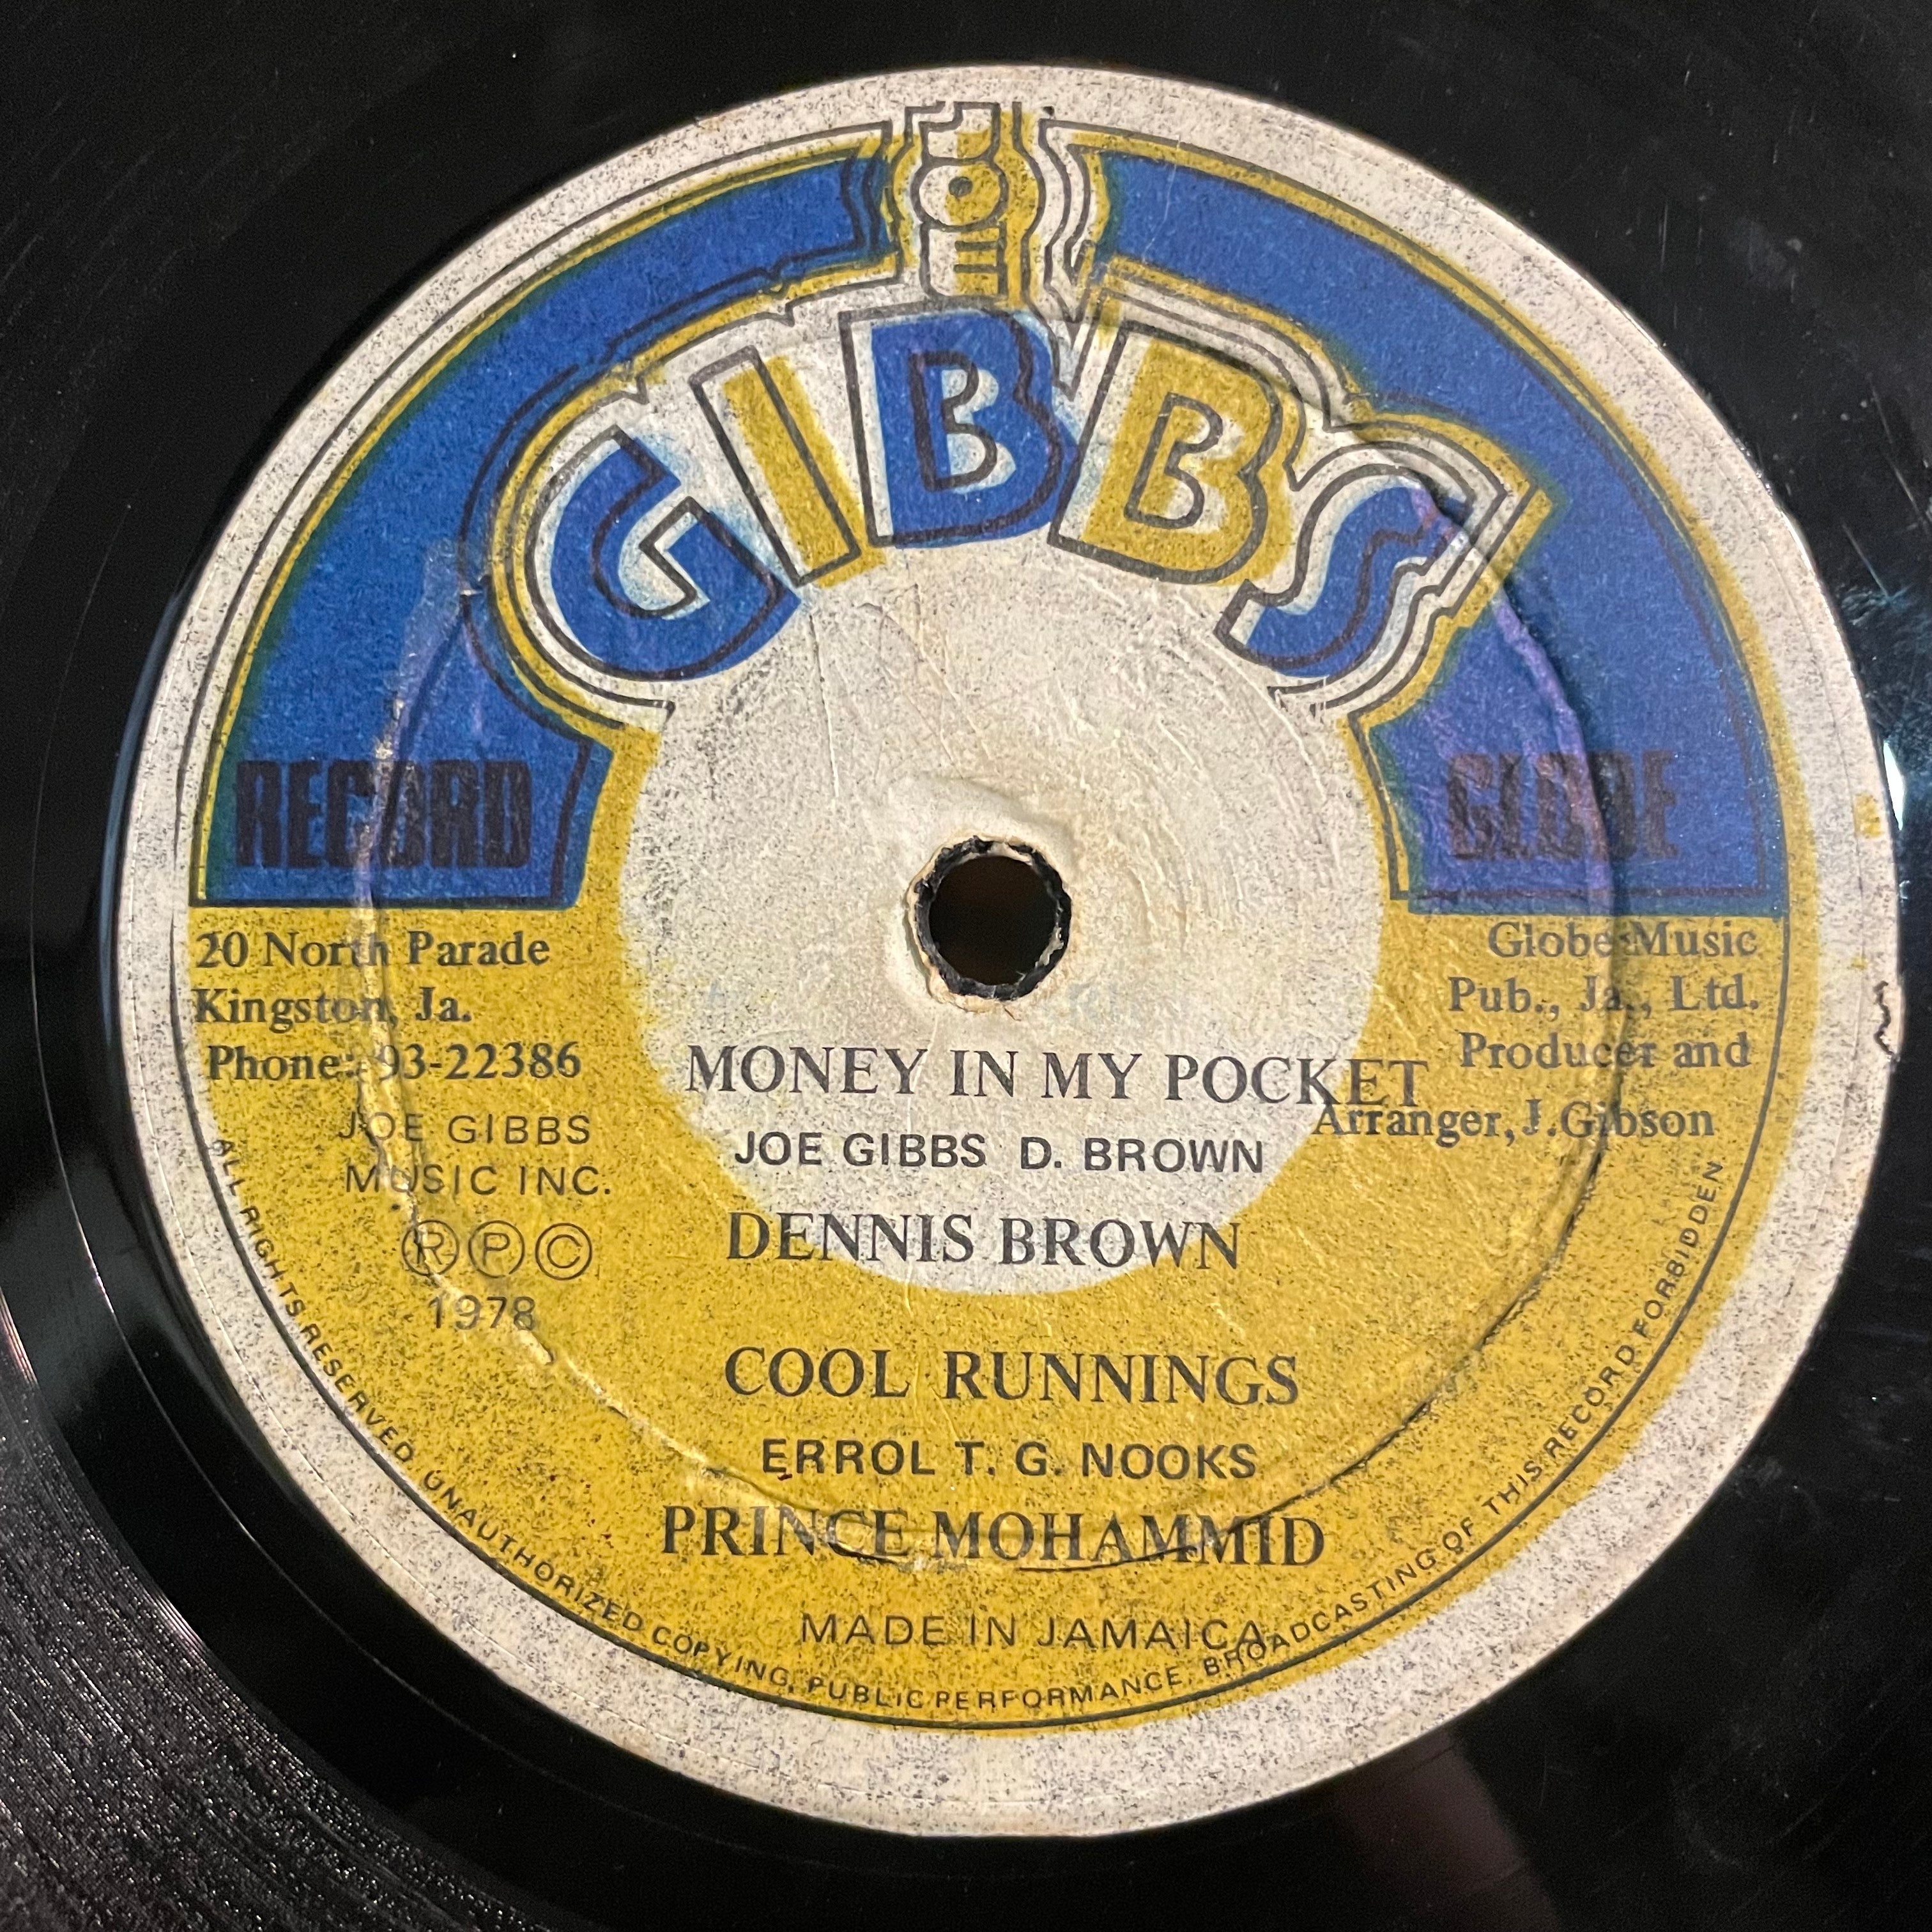 JOE
GIBBS
RECORD GLOBE
20 North Parade
Kingston, Ja.
Phone: 93-22386
JOE GIBBS
MUSIC INC.
Ⓡ Ⓟ Ⓒ
1978
Globe Music
Pub., Ja., Ltd.
Producer and
Arranger, J. Gibson
MONEY IN MY POCKET
JOE GIBBS D. BROWN
DENNIS BROWN
COOL RUNNINGS
ERROL T. G. NOOKS
PRINCE MOHAMMID
MADE IN JAMAICA
ALL RIGHTS RESERVED UNAUTHORIZED COPYING, PUBLIC PERFORMANCE, BROADCASTING OF THIS RECORD FORBIDDEN